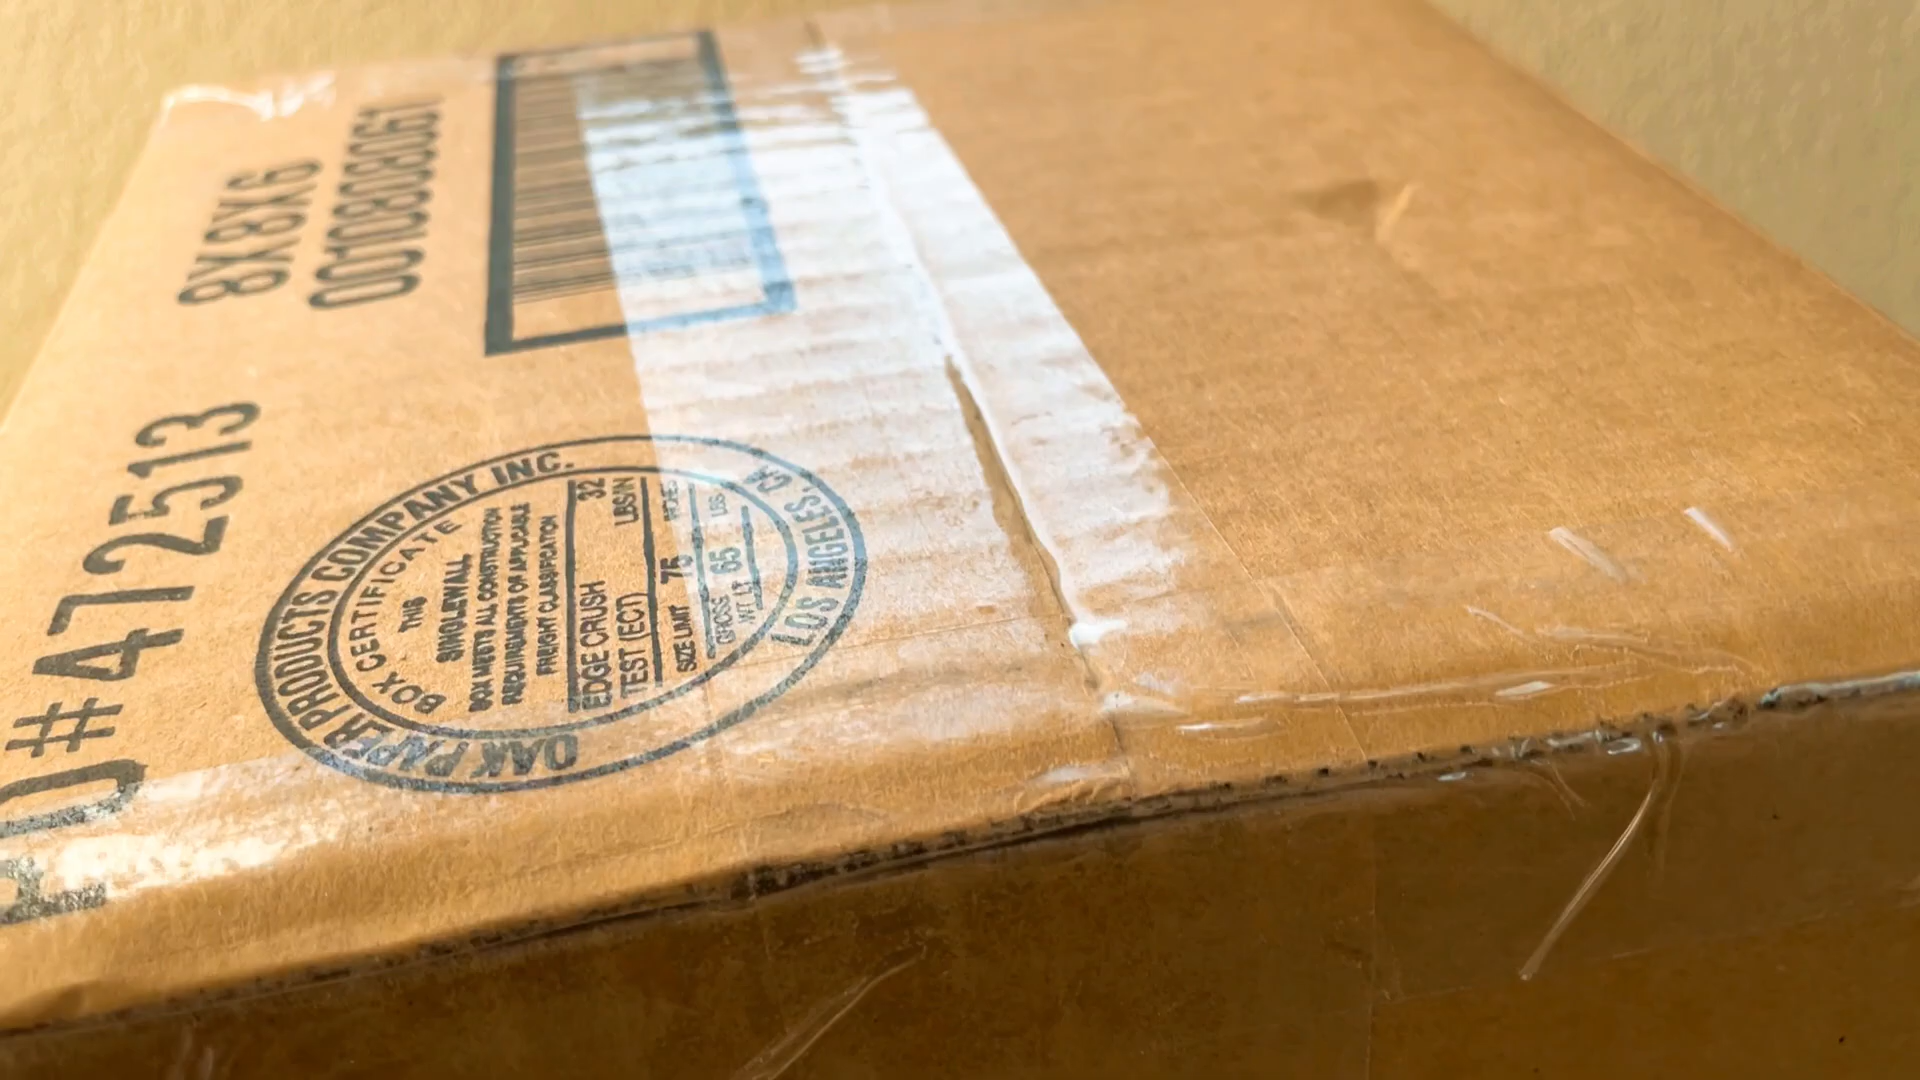 8X8X6
0010808061
O#472513
OAK PAPER PRODUCTS COMPANY INC.
LOS ANGELES, CA
BOX CERTIFICATE
THIS
SINGLEWALL
BOX MEETS ALL CONSTRUCTION
REQUIREMENTS OF APPLICABLE
FREIGHT CLASSIFICATION
EDGE CRUSH
TEST (ECT) 32 LBS/IN
SIZE LIMIT 75 INCHES
GROSS WT LT 65 LBS